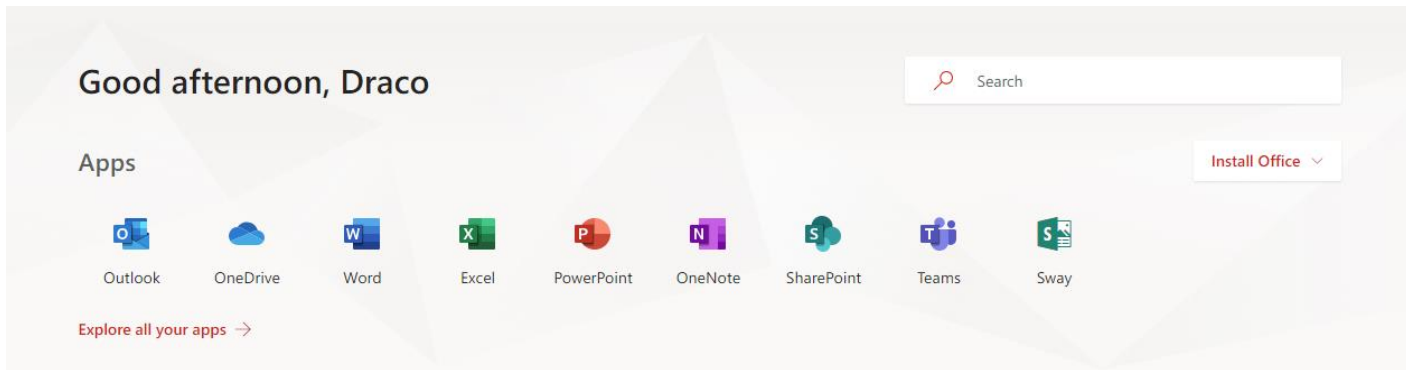 Good afternoon, Draco
Search
Apps
Install Office
O
W
X
P
N
S
T
S
Outlook
OneDrive
Word
Excel
PowerPoint
OneNote
SharePoint
Teams
Sway
Explore all your apps →